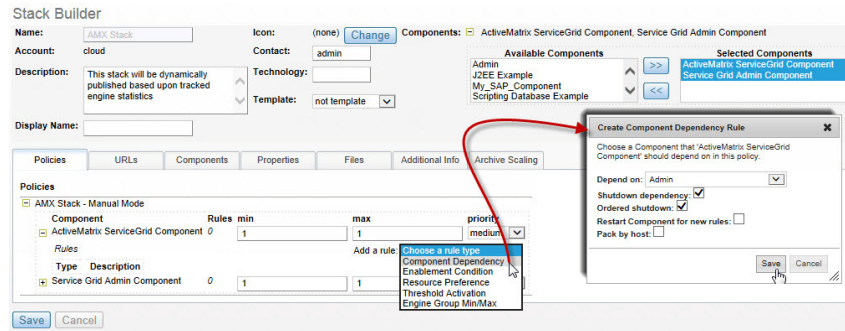 Stack Builder
Name: AMX Stack Icon: (none) Change Components: ActiveMatrix ServiceGrid Component, Service Grid Admin Component
Account: cloud Contact: admin
Available Components Selected Components
Admin
J2EE Example
My_SAP_Component
Scripting Database Example
>>
<<
ActiveMatrix ServiceGrid Component
Service Grid Admin Component
Description: This stack will be dynamically published based upon tracked engine statistics
Technology:
Template: not template
Display Name:
Create Component Dependency Rule
Choose a Component that 'ActiveMatrix ServiceGrid
Component' should depend on in this policy.
Depend on: Admin
Shutdown dependency:
Ordered shutdown:
Restart Component for new rules:
Pack by host:
Save Cancel
Policies URLs Components Properties Files Additional Info Archive Scaling
Policies
AMX Stack - Manual Mode
Component Rules min max priority
ActiveMatrix ServiceGrid Component 0 1 1 medium
Rules Add a rule: Choose a rule type
Component Dependency
Enablement Condition
Resource Preference
Threshold Activation
Engine Group Min/Max
Type Description
Service Grid Admin Component 0 1 1
Save Cancel